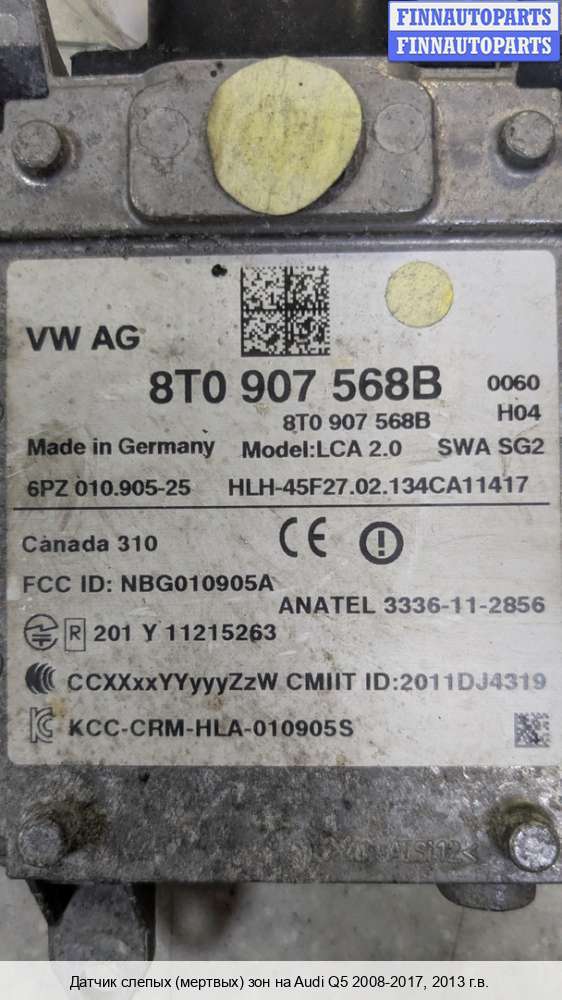 FINNAUTOPARTS
FINNAUTOPARTS
VW AG
8T0 907 568B 0060
8T0 907 568B H04
Made in Germany Model:LCA 2.0 SWA SG2
6PZ 010.905-25 HLH-45F27.02.134CA11417
Canada 310 CE
FCC ID: NBG010905A
ANATEL 3336-11-2856
R 201 Y 11215263
CCXXxxYYyyyZzW CMIIT ID:2011DJ4319
KCC-CRM-HLA-010905S
Датчик слепых (мертвых) зон на Audi Q5 2008-2017, 2013 г.в.